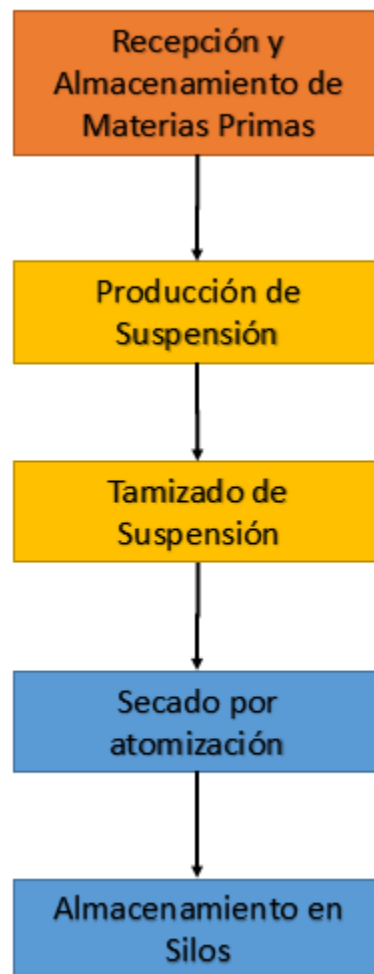 Recepción y
Almacenamiento de
Materias Primas
Producción de
Suspensión
Tamizado de
Suspensión
Secado por
atomización
Almacenamiento en
Silos